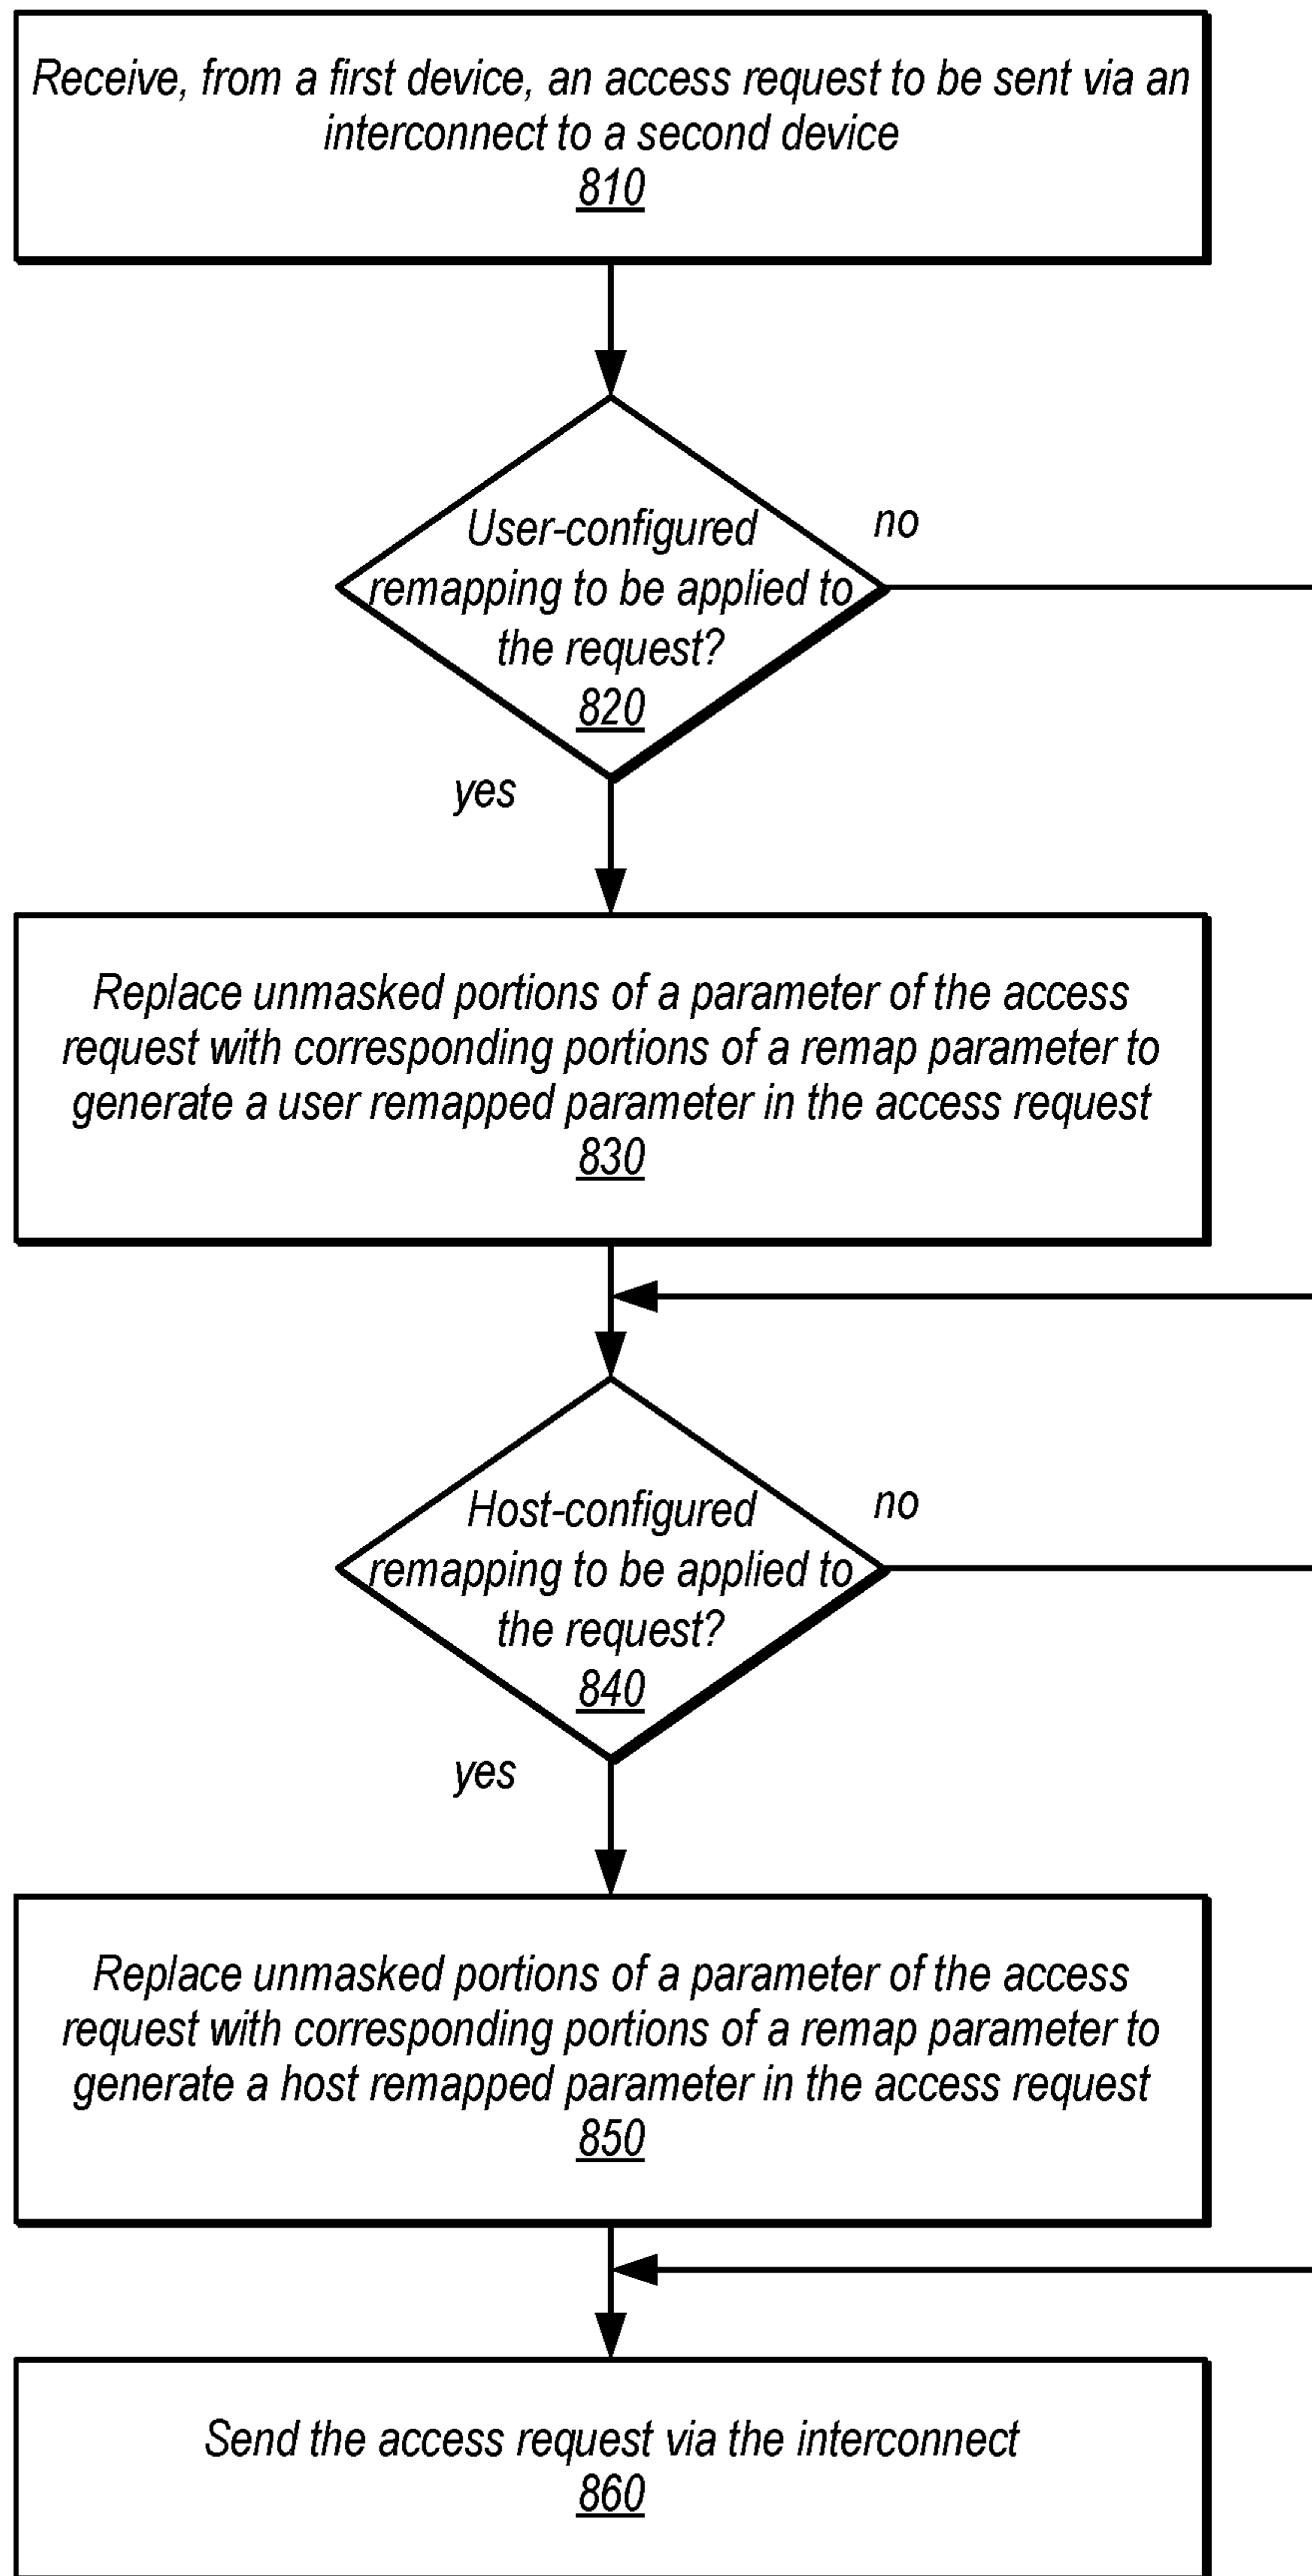 Receive, from a first device, an access request to be sent via an
interconnect to a second device
810
User-configured
remapping to be applied to
the request?
820
no
yes
Replace unmasked portions of a parameter of the access
request with corresponding portions of a remap parameter to
generate a user remapped parameter in the access request
830
Host-configured
remapping to be applied to
the request?
840
no
yes
Replace unmasked portions of a parameter of the access
request with corresponding portions of a remap parameter to
generate a host remapped parameter in the access request
850
Send the access request via the interconnect
860